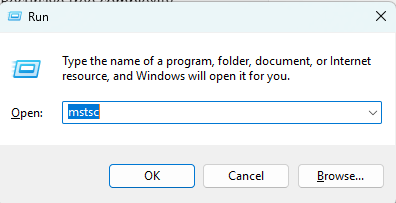 Run
Type the name of a program, folder, document, or Internet
resource, and Windows will open it for you.
Open: mstsc
OK Cancel Browse...